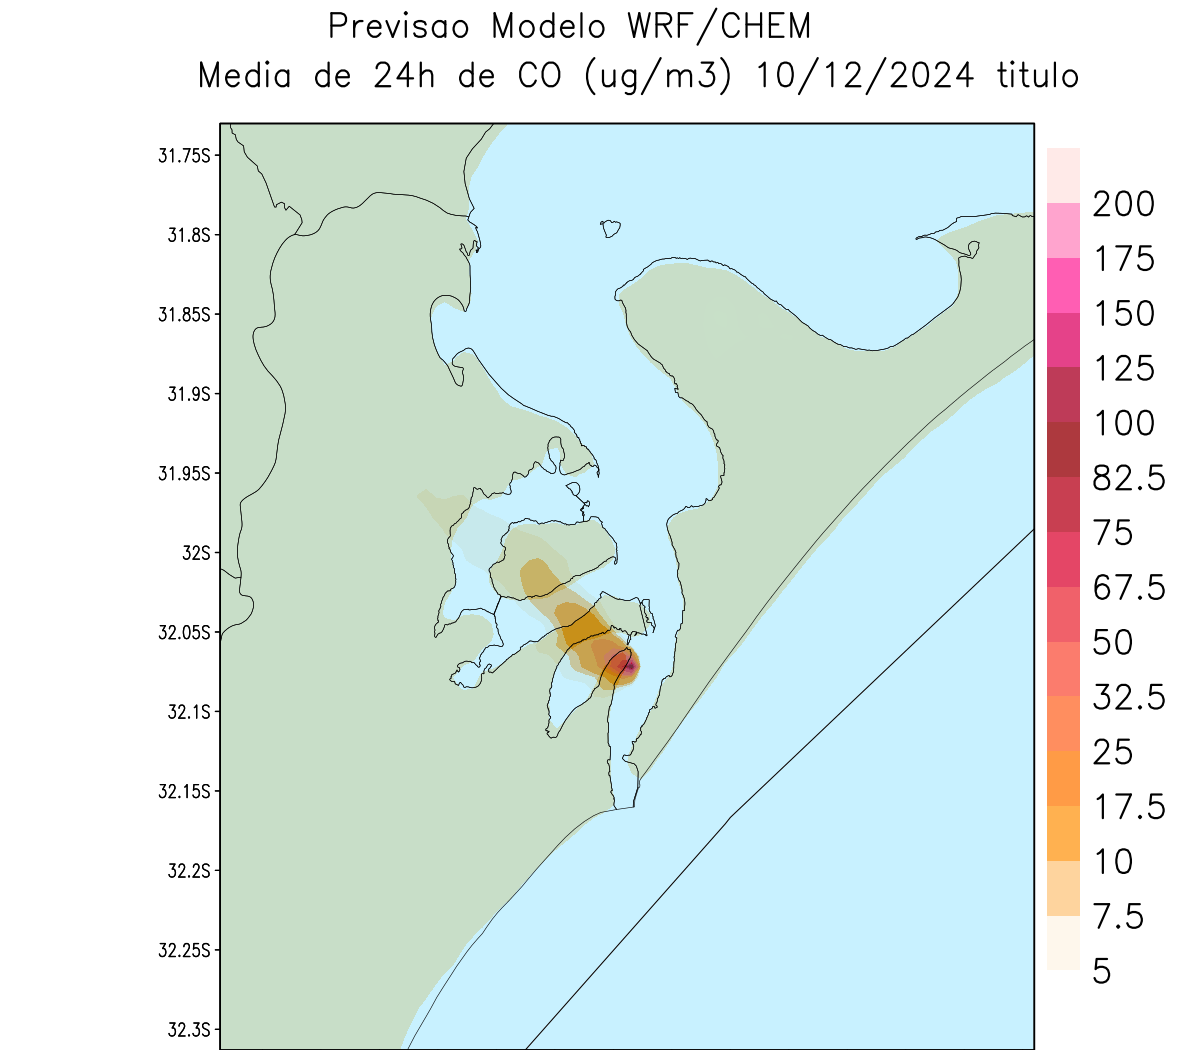 Previsao Modelo WRF/CHEM
Media de 24h de CO (ug/m3) 10/12/2024 titulo
31.75S
31.8S
31.85S
31.9S
31.95S
32S
32.05S
32.1S
32.15S
32.2S
32.25S
32.3S
200
175
150
125
100
82.5
75
67.5
50
32.5
25
17.5
10
7.5
5